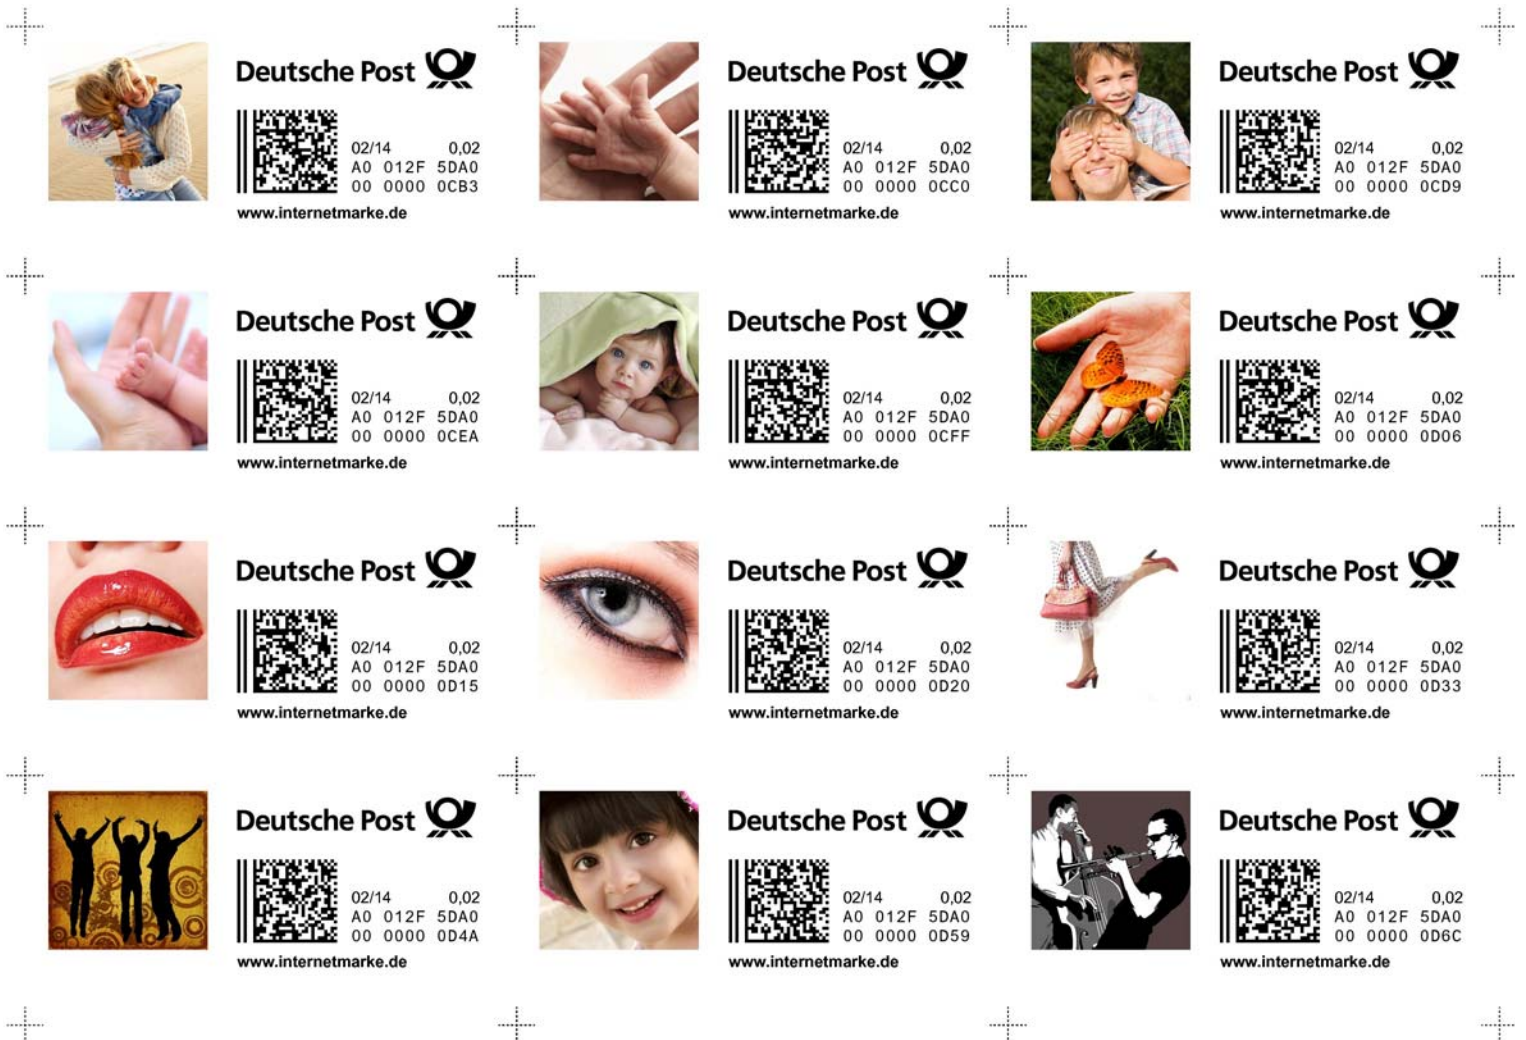 Deutsche Post
02/14 0,02
A0 012F 5DA0
00 0000 0CB3
www.internetmarke.de
Deutsche Post
02/14 0,02
A0 012F 5DA0
00 0000 0CC0
www.internetmarke.de
Deutsche Post
02/14 0,02
A0 012F 5DA0
00 0000 0CD9
www.internetmarke.de
Deutsche Post
02/14 0,02
A0 012F 5DA0
00 0000 0CEA
www.internetmarke.de
Deutsche Post
02/14 0,02
A0 012F 5DA0
00 0000 0CFF
www.internetmarke.de
Deutsche Post
02/14 0,02
A0 012F 5DA0
00 0000 0D06
www.internetmarke.de
Deutsche Post
02/14 0,02
A0 012F 5DA0
00 0000 0D15
www.internetmarke.de
Deutsche Post
02/14 0,02
A0 012F 5DA0
00 0000 0D20
www.internetmarke.de
Deutsche Post
02/14 0,02
A0 012F 5DA0
00 0000 0D33
www.internetmarke.de
Deutsche Post
02/14 0,02
A0 012F 5DA0
00 0000 0D4A
www.internetmarke.de
Deutsche Post
02/14 0,02
A0 012F 5DA0
00 0000 0D59
www.internetmarke.de
Deutsche Post
02/14 0,02
A0 012F 5DA0
00 0000 0D6C
www.internetmarke.de